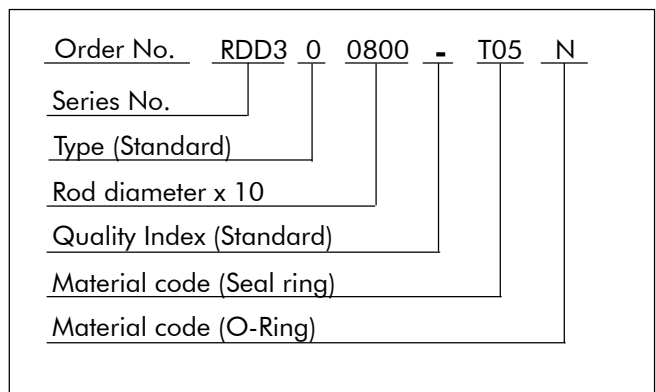 Order No. RDD3 0 0800 - T05 N
Series No.
Type (Standard)
Rod diameter x 10
Quality Index (Standard)
Material code (Seal ring)
Material code (O-Ring)